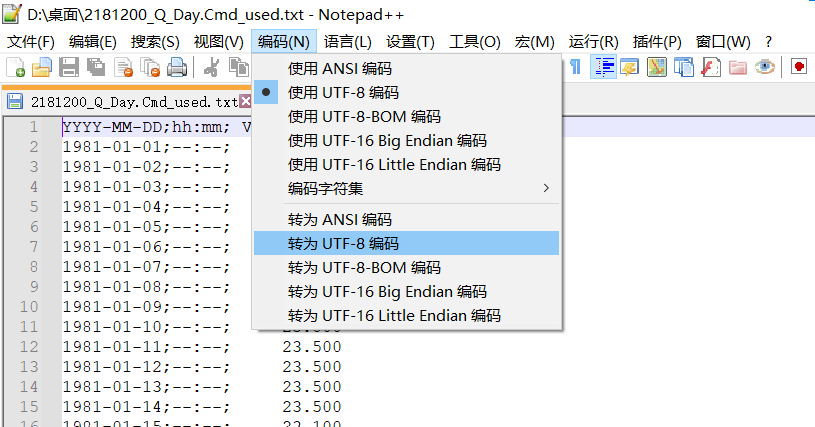 D:\桌面\2181200_Q_Day.Cmd_used.txt - Notepad++
文件(F) 编辑(E) 搜索(S) 视图(V) 编码(N) 语言(L) 设置(T) 工具(O) 宏(M) 运行(R) 插件(P) 窗口(W) ?
使用 ANSI 编码
使用 UTF-8 编码
使用 UTF-8-BOM 编码
使用 UTF-16 Big Endian 编码
使用 UTF-16 Little Endian 编码
编码字符集
转为 ANSI 编码
转为 UTF-8 编码
转为 UTF-8-BOM 编码
转为 UTF-16 Big Endian 编码
转为 UTF-16 Little Endian 编码
2181200_Q_Day.Cmd_used.txt
1 YYYY-MM-DD;hh:mm; V
2 1981-01-01;--:--;
3 1981-01-02;--:--;
4 1981-01-03;--:--;
5 1981-01-04;--:--;
6 1981-01-05;--:--;
7 1981-01-06;--:--;
8 1981-01-07;--:--;
9 1981-01-08;--:--;
10 1981-01-09;--:--;
11 1981-01-10;--:--;
12 1981-01-11;--:--; 23.500
13 1981-01-12;--:--; 23.500
14 1981-01-13;--:--; 23.500
15 1981-01-14;--:--; 23.500
16 1981-01-15;--:--; 22.100